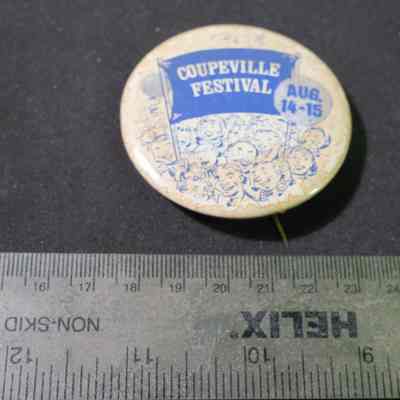 COUPEVILLE
FESTIVAL
AUG.
14-15
16 17 18 19 20 21 22 23 24
NON-SKID HELIX
12 11 10 9